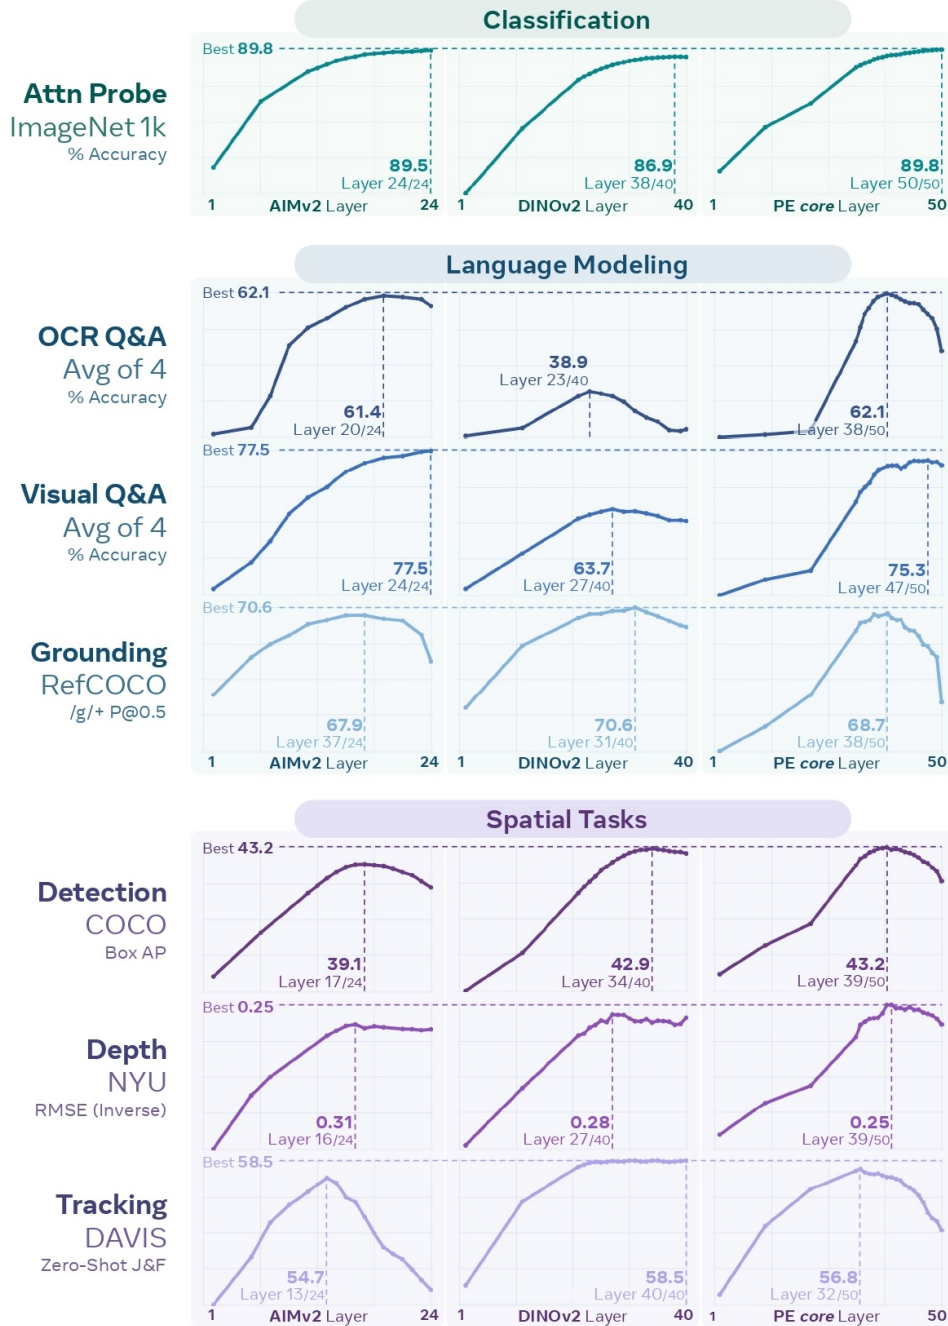 Classification
Attn Probe
ImageNet 1k
% Accuracy
Best 89.8
89.5
Layer 24/24
86.9
Layer 38/40
89.8
Layer 50/50
1 AIMv2 Layer 24
1 DINOv2 Layer 40
1 PE core Layer 50
Language Modeling
OCR Q&A
Avg of 4
% Accuracy
Best 62.1
61.4
Layer 20/24
38.9
Layer 23/40
62.1
Layer 38/50
Visual Q&A
Avg of 4
% Accuracy
Best 77.5
77.5
Layer 24/24
63.7
Layer 27/40
75.3
Layer 47/50
Grounding
RefCOCO
/g/+ P@0.5
Best 70.6
67.9
Layer 37/24
70.6
Layer 31/40
68.7
Layer 38/50
1 AIMv2 Layer 24
1 DINOv2 Layer 40
1 PE core Layer 50
Spatial Tasks
Detection
COCO
Box AP
Best 43.2
39.1
Layer 17/24
42.9
Layer 34/40
43.2
Layer 39/50
Depth
NYU
RMSE (Inverse)
Best 0.25
0.31
Layer 16/24
0.28
Layer 27/40
0.25
Layer 39/50
Tracking
DAVIS
Zero-Shot J&F
Best 58.5
54.7
Layer 13/24
58.5
Layer 40/40
56.8
Layer 32/50
1 AIMv2 Layer 24
1 DINOv2 Layer 40
1 PE core Layer 50